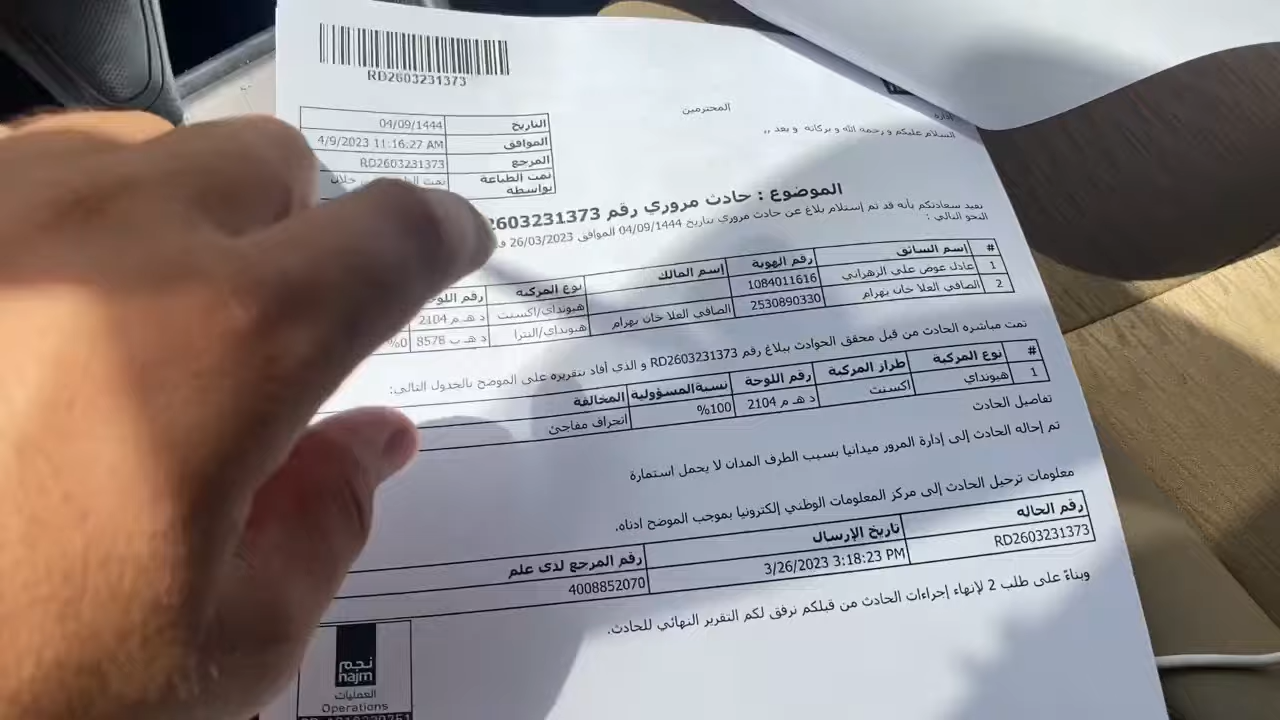 RD2603231373
التاريخ 04/09/1444
الموافق 4/9/2023 11:16:27 AM
المرجع RD2603231373
تمت الطباعة بواسطة
المحترمين
السلام عليكم و رحمة الله و بركاته و بعد ,,
الموضوع : حادث مروري رقم 2603231373
نفيد سعادتكم بأنه قد تم إستلام بلاغ عن حادث مروري بتاريخ 04/09/1444 الموافق 26/03/2023
النحو التالي :
# إسم السائق رقم الهوية إسم المالك نوع المركبة رقم
1 عادل عوض علي الزهراني 1084011616 هيونداي/اكسنت د هـ م 2104
2 الصافي العلا خان بهرام 2530890330 الصافي العلا خان بهرام هيونداي/النترا د هـ ب 8578 %0
تمت مباشره الحادث من قبل محقق الحوادث ببلاغ رقم RD2603231373 و الذي أفاد بتقريره على الموضح بالجدول التالي:
# نوع المركبة طراز المركبة رقم اللوحة نسبةالمسؤولية المخالفة
1 هيونداي اكسنت د هـ م 2104 %100 انحراف مفاجئ
تفاصيل الحادث
تم إحاله الحادث إلى إدارة المرور ميدانيا بسبب الطرف المدان لا يحمل استمارة
معلومات ترحيل الحادث إلى مركز المعلومات الوطني إلكترونيا بموجب الموضح ادناه.
رقم الحاله تاريخ الإرسال رقم المرجع لدى علم
RD2603231373 3/26/2023 3:18:23 PM 4008852070
وبناءً على طلب 2 لإنهاء إجراءات الحادث من قبلكم نرفق لكم التقرير النهائي للحادث.
نجم
najm
العمليات
Operations